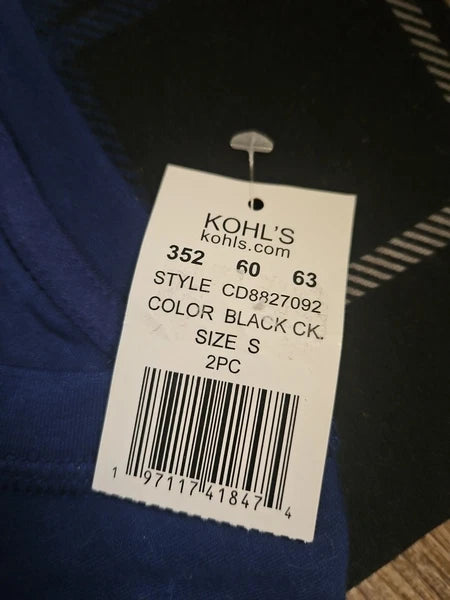 KOHL'S
kohls.com
352 60 63
STYLE CD8827092
COLOR BLACK CK.
SIZE S
2PC
1 97117 41847 4